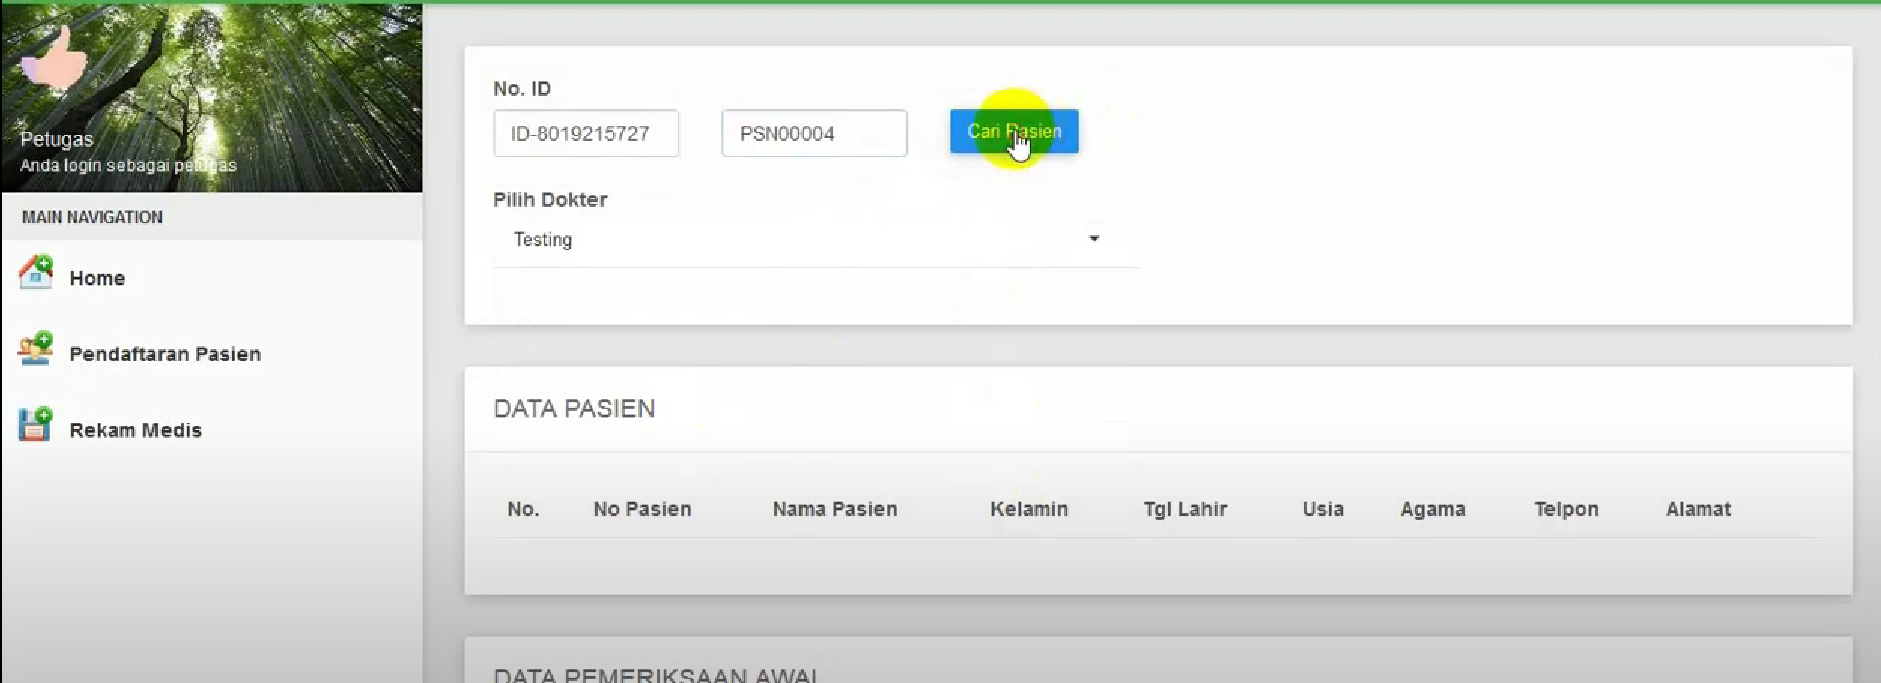 Petugas
Anda login sebagai petugas
MAIN NAVIGATION
Home
Pendaftaran Pasien
Rekam Medis
No. ID
ID-8019215727 PSN00004 Cari Pasien
Pilih Dokter
Testing
DATA PASIEN
No. No Pasien Nama Pasien Kelamin Tgl Lahir Usia Agama Telpon Alamat
DATA PEMERIKSAAN AWAL